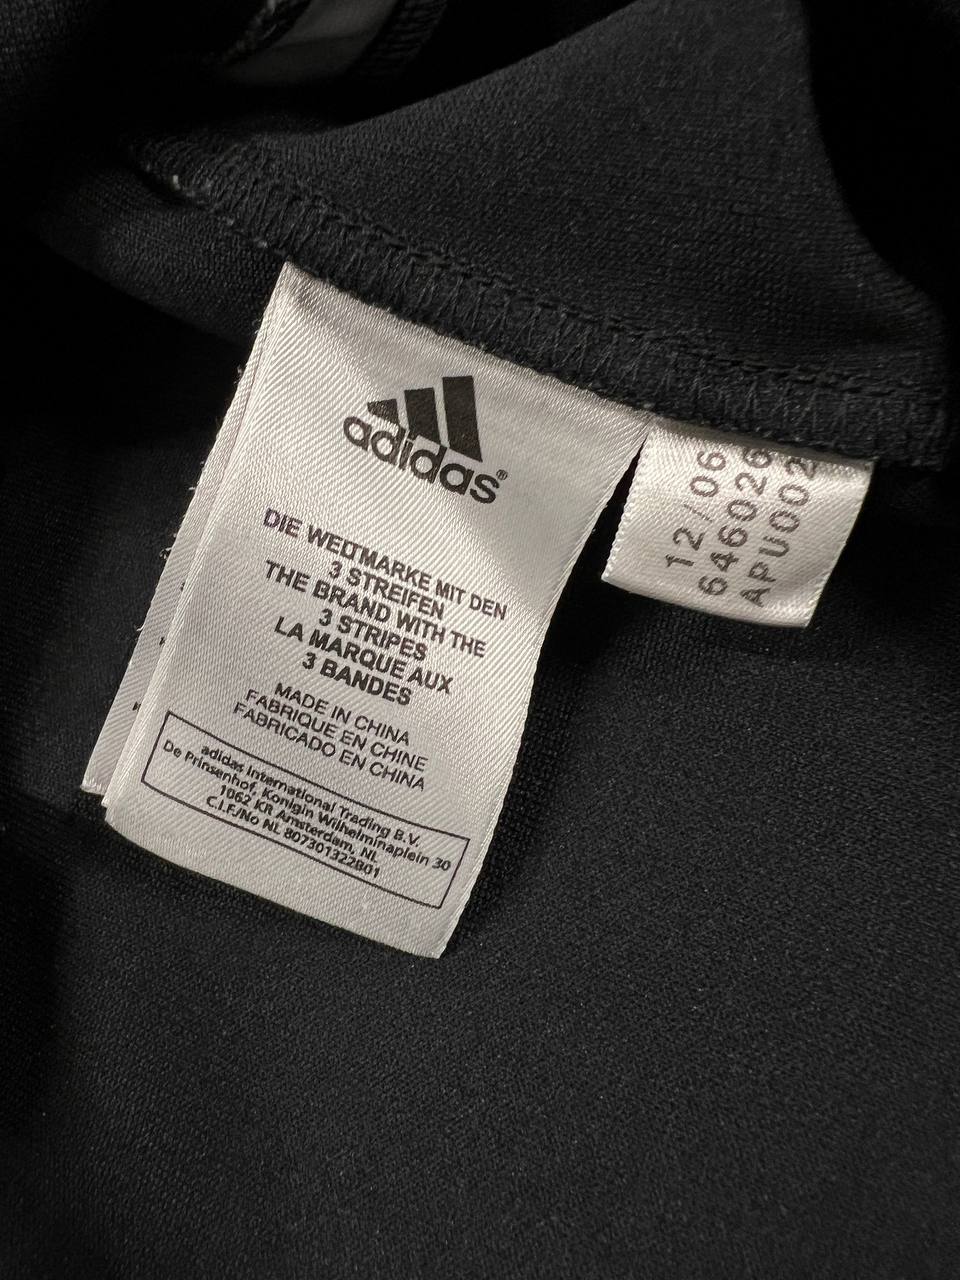 adidas®
DIE WELTMARKE MIT DEN
3 STREIFEN
THE BRAND WITH THE
3 STRIPES
LA MARQUE AUX
3 BANDES
MADE IN CHINA
FABRIQUE EN CHINE
FABRICADO EN CHINA
adidas International Trading B.V.
De Prinsenhof, Konigin Wilhelminaplein 30
1062 KR Amsterdam, NL
C.I.F./No NL 807301322B01
12/06
646026
APU002